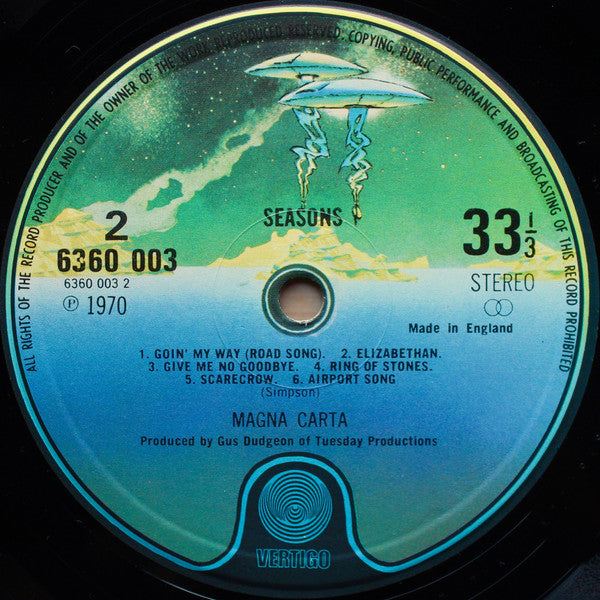 ALL RIGHTS OF THE RECORD PRODUCER AND OF THE OWNER OF THE WORK REPRODUCED RESERVED. COPYING, PUBLIC PERFORMANCE AND BROADCASTING OF THIS RECORD PROHIBITED
SEASONS
2
33 1/3
6360 003
6360 003 2
STEREO
Ⓟ 1970
Made in England
1. GOIN' MY WAY (ROAD SONG). 2. ELIZABETHAN.
3. GIVE ME NO GOODBYE. 4. RING OF STONES.
5. SCARECROW. 6. AIRPORT SONG
(Simpson)
MAGNA CARTA
Produced by Gus Dudgeon of Tuesday Productions
VERTIGO